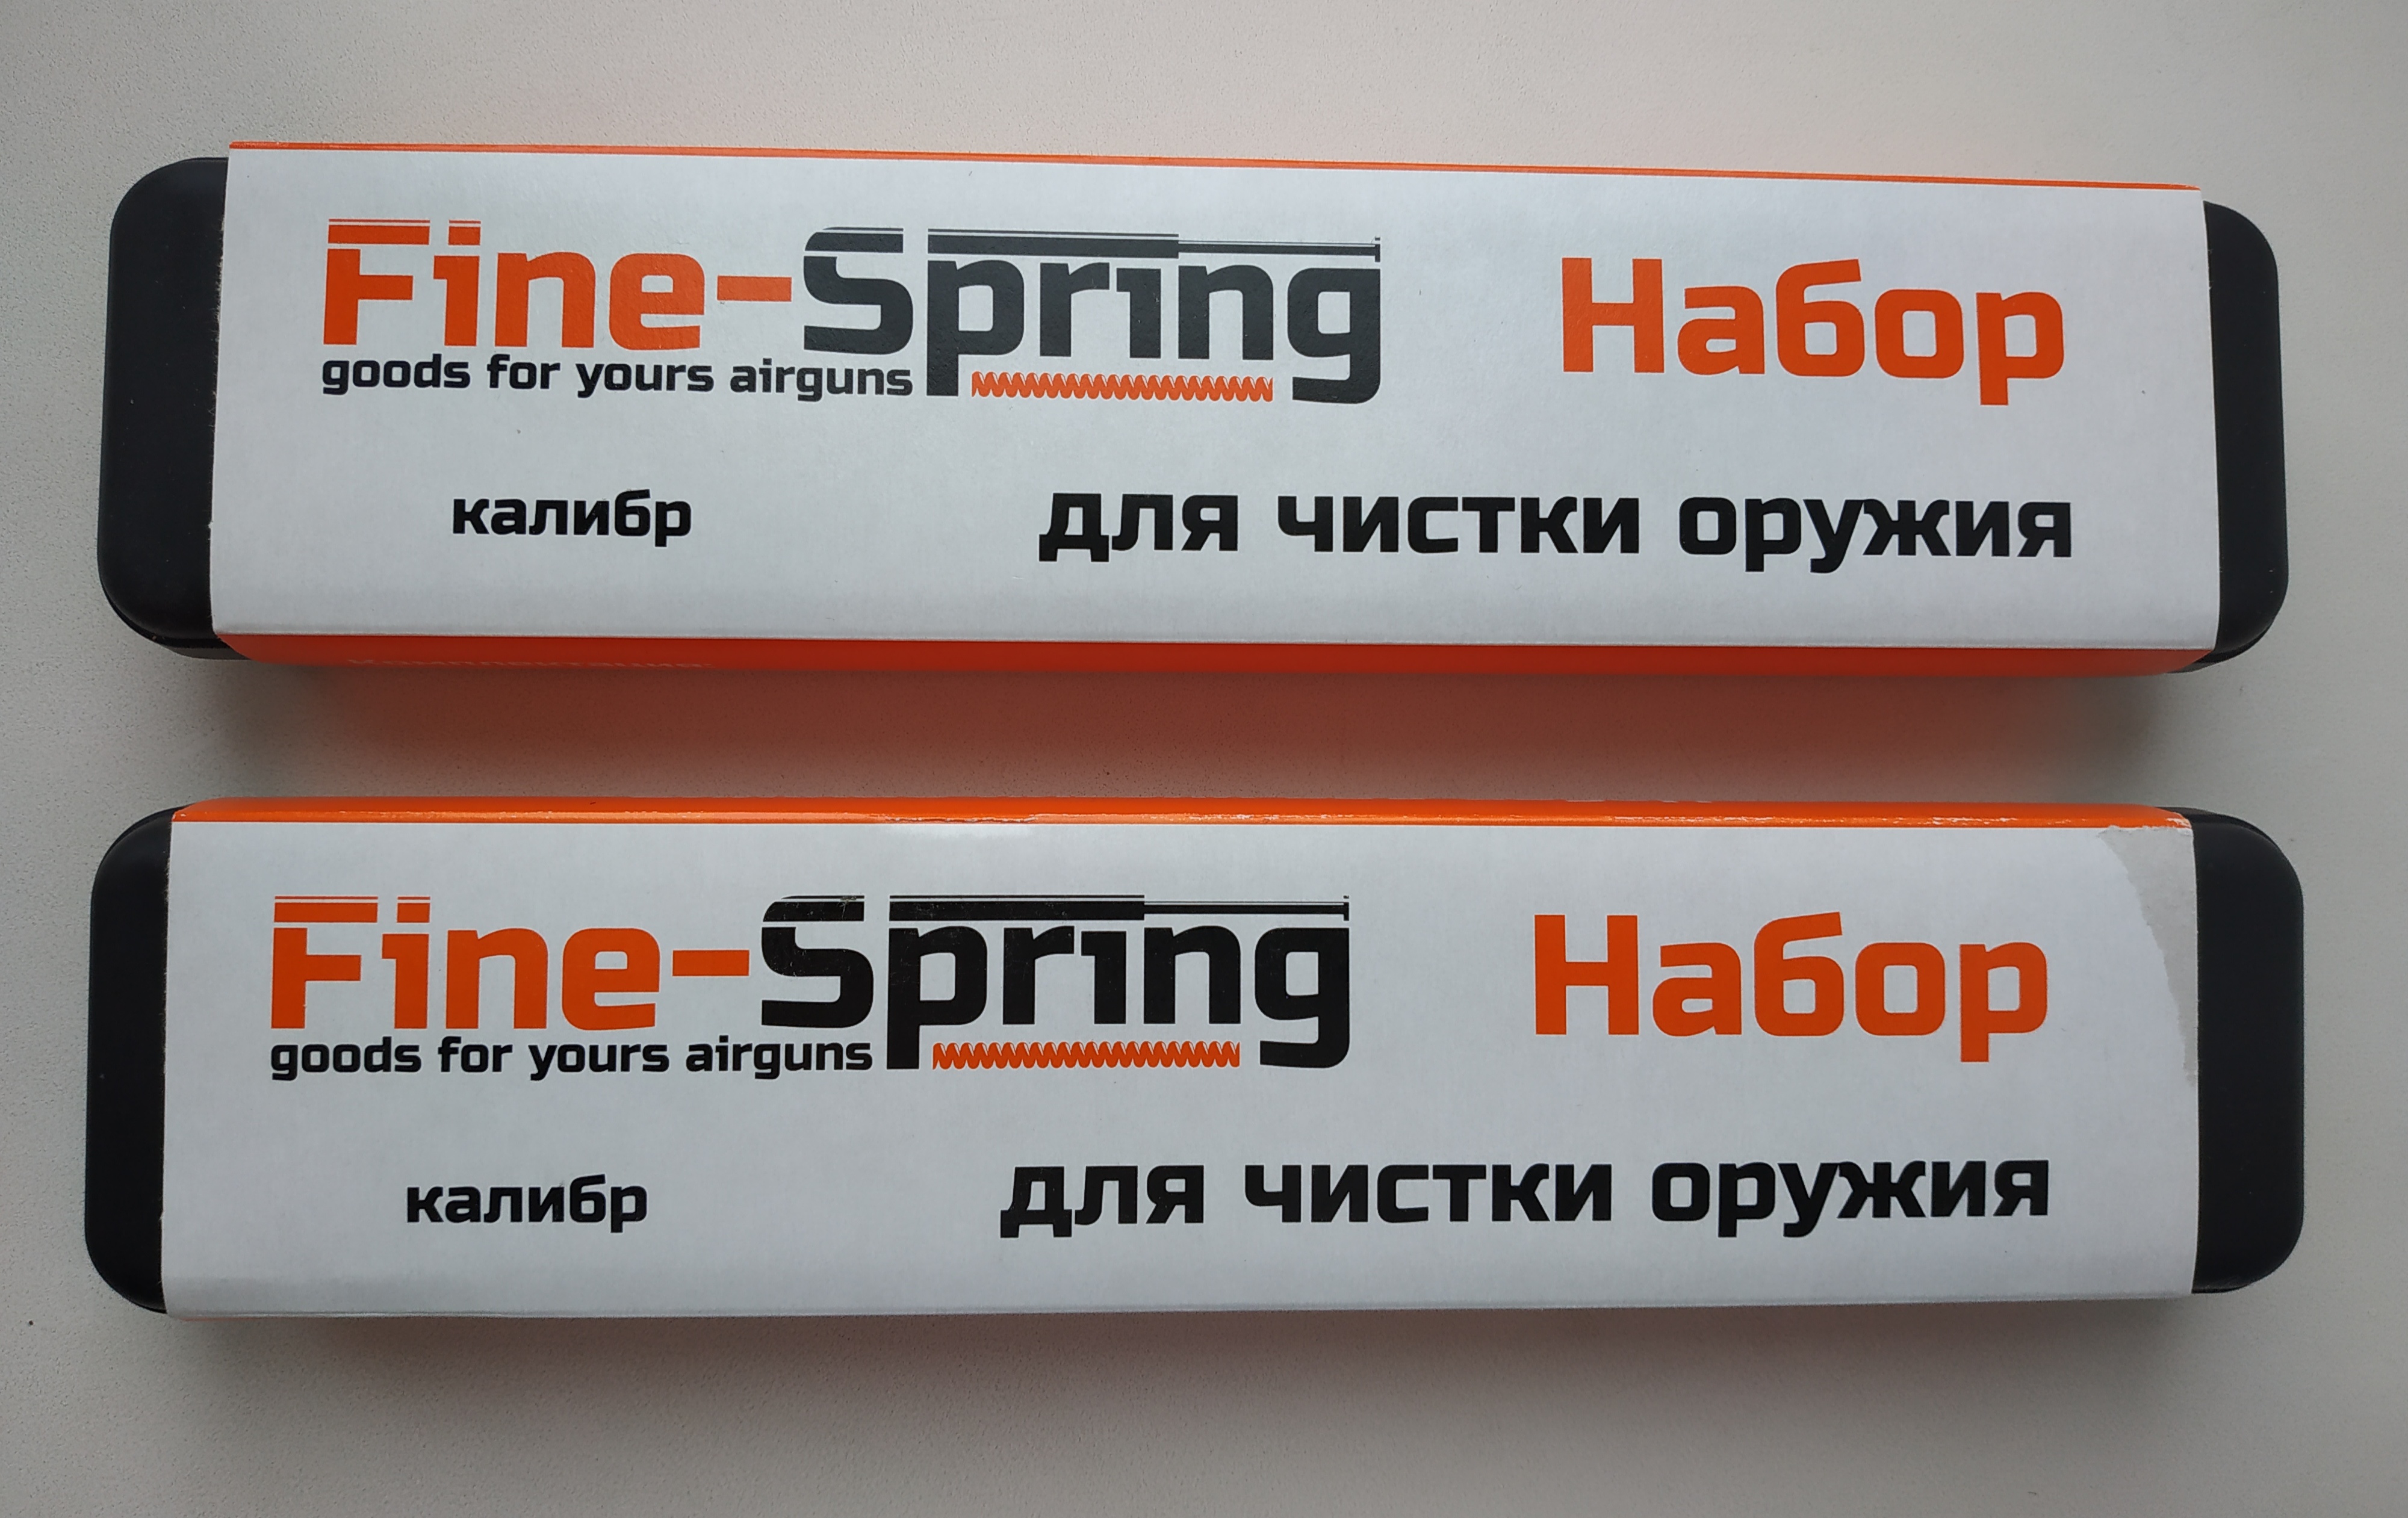 Fine-Spring
goods for yours airguns
Набор
калибр
для чистки оружия
Fine-Spring
goods for yours airguns
Набор
калибр
для чистки оружия